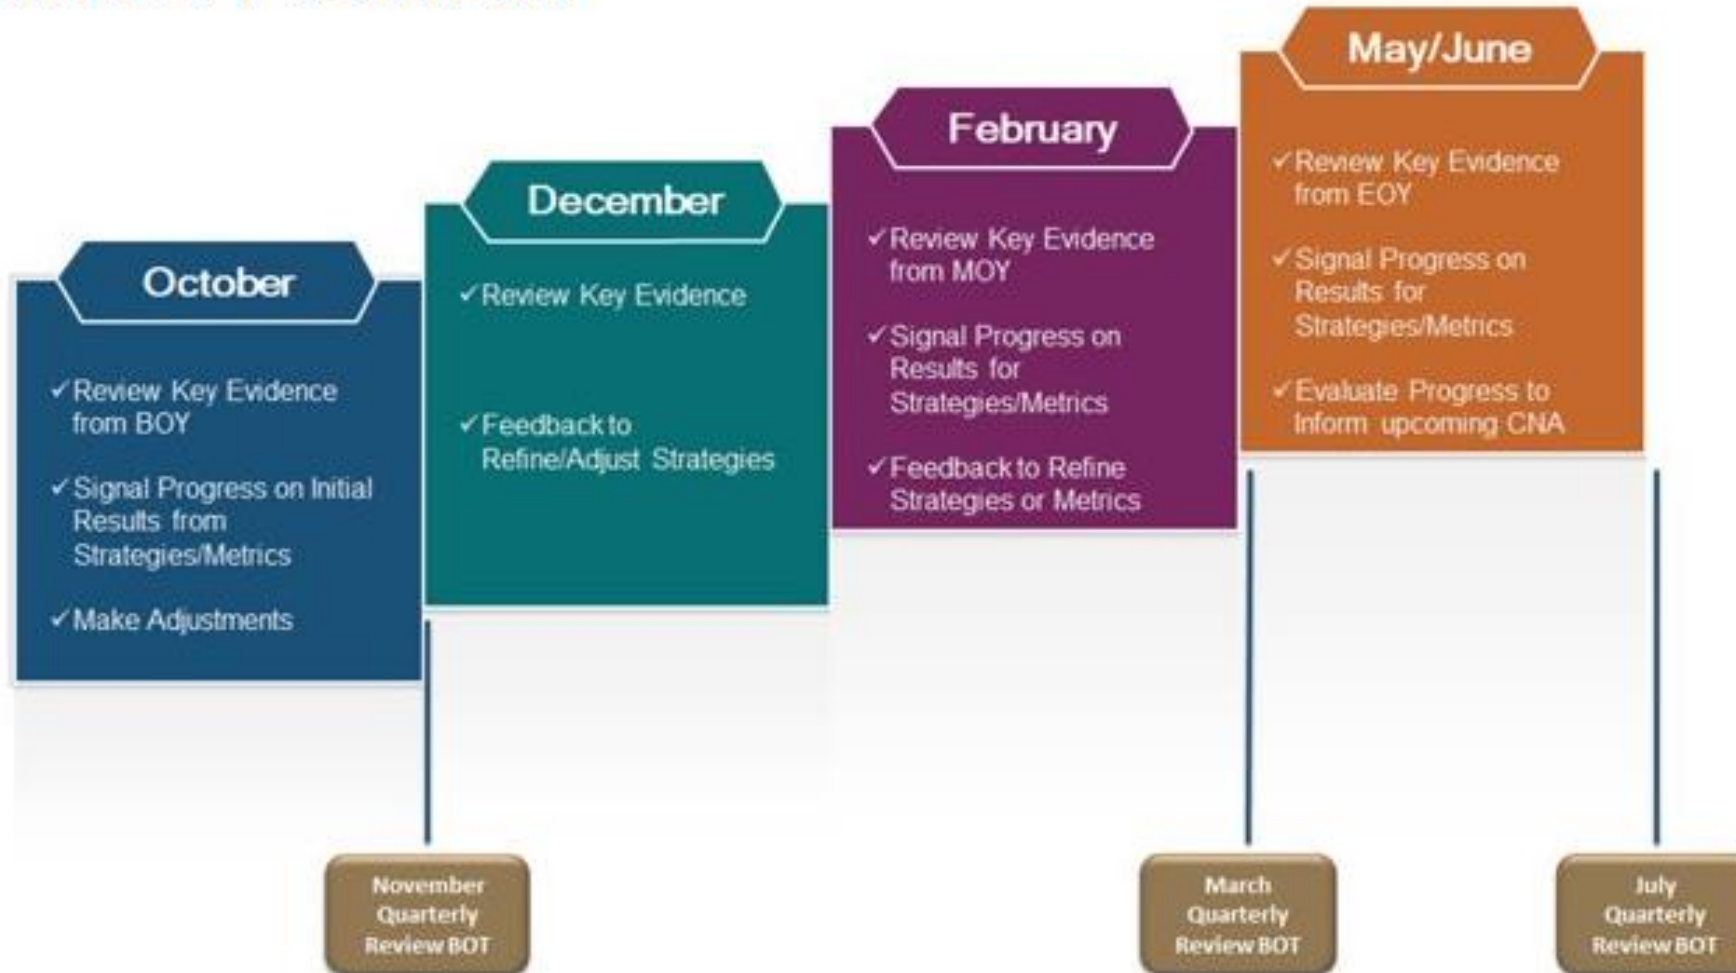 October
✓Review Key Evidence
from BOY
✓Signal Progress on Initial
Results from
Strategies/Metrics
✓Make Adjustments
December
✓Review Key Evidence
✓Feedback to
Refine/Adjust Strategies
February
✓Review Key Evidence
from MOY
✓Signal Progress on
Results for
Strategies/Metrics
✓Feedback to Refine
Strategies or Metrics
May/June
✓Review Key Evidence
from EOY
✓Signal Progress on
Results for
Strategies/Metrics
✓Evaluate Progress to
Inform upcoming CNA
November
Quarterly
Review BOT
March
Quarterly
Review BOT
July
Quarterly
Review BOT